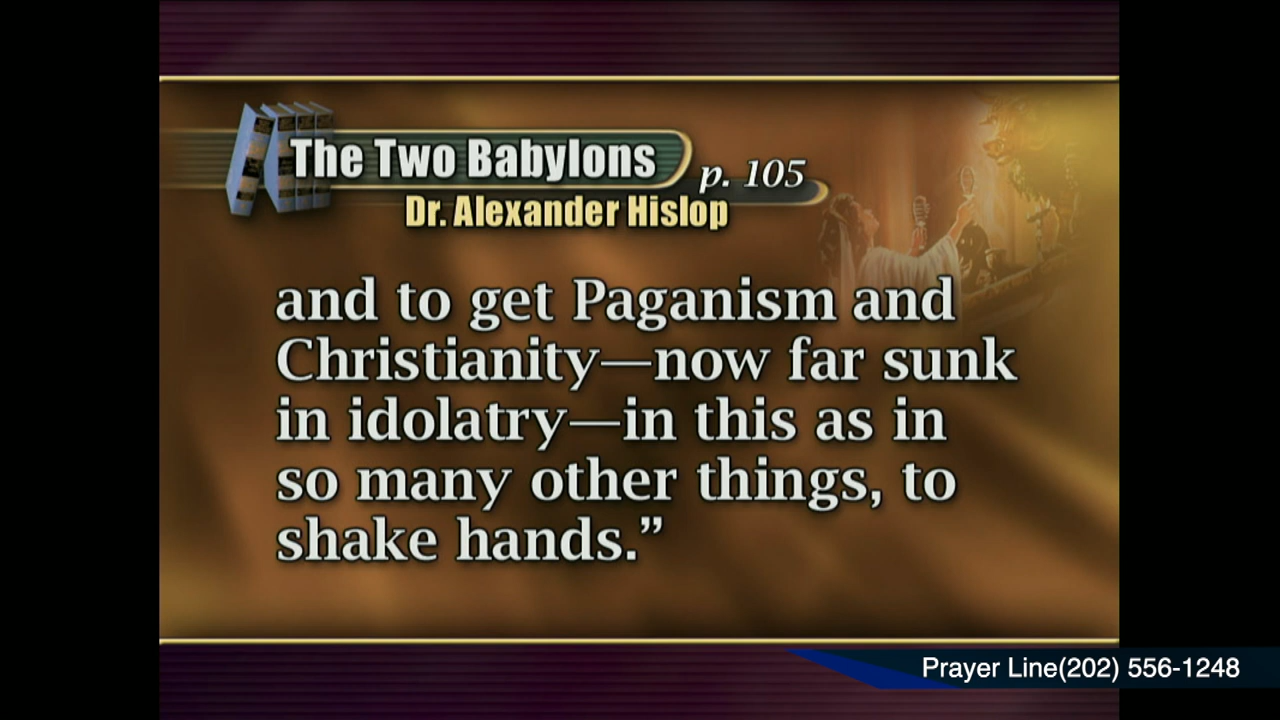 The Two Babylons
p. 105
Dr. Alexander Hislop
and to get Paganism and
Christianity—now far sunk
in idolatry—in this as in
so many other things, to
shake hands.”
Prayer Line(202) 556-1248